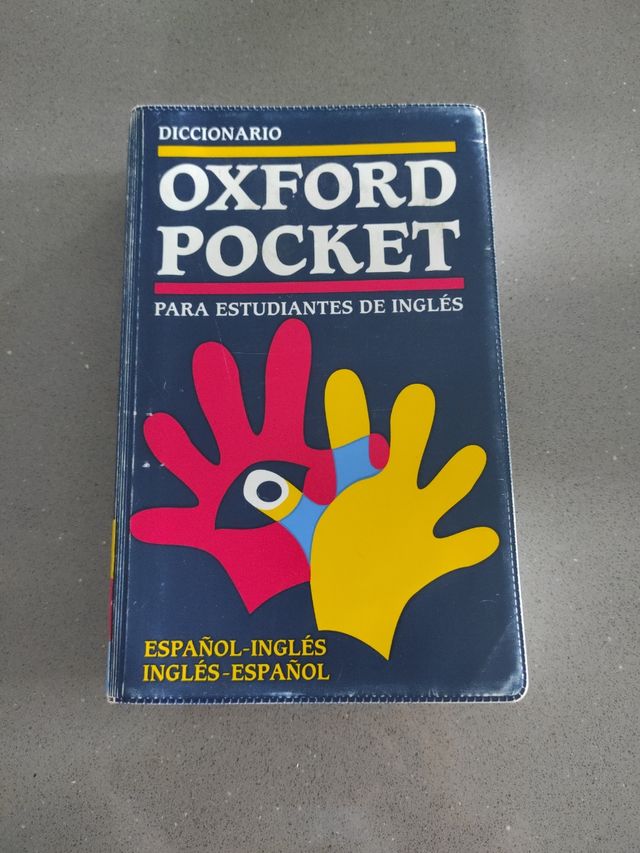 DICCIONARIO
OXFORD
POCKET
PARA ESTUDIANTES DE INGLÉS
ESPAÑOL-INGLÉS
INGLÉS-ESPAÑOL